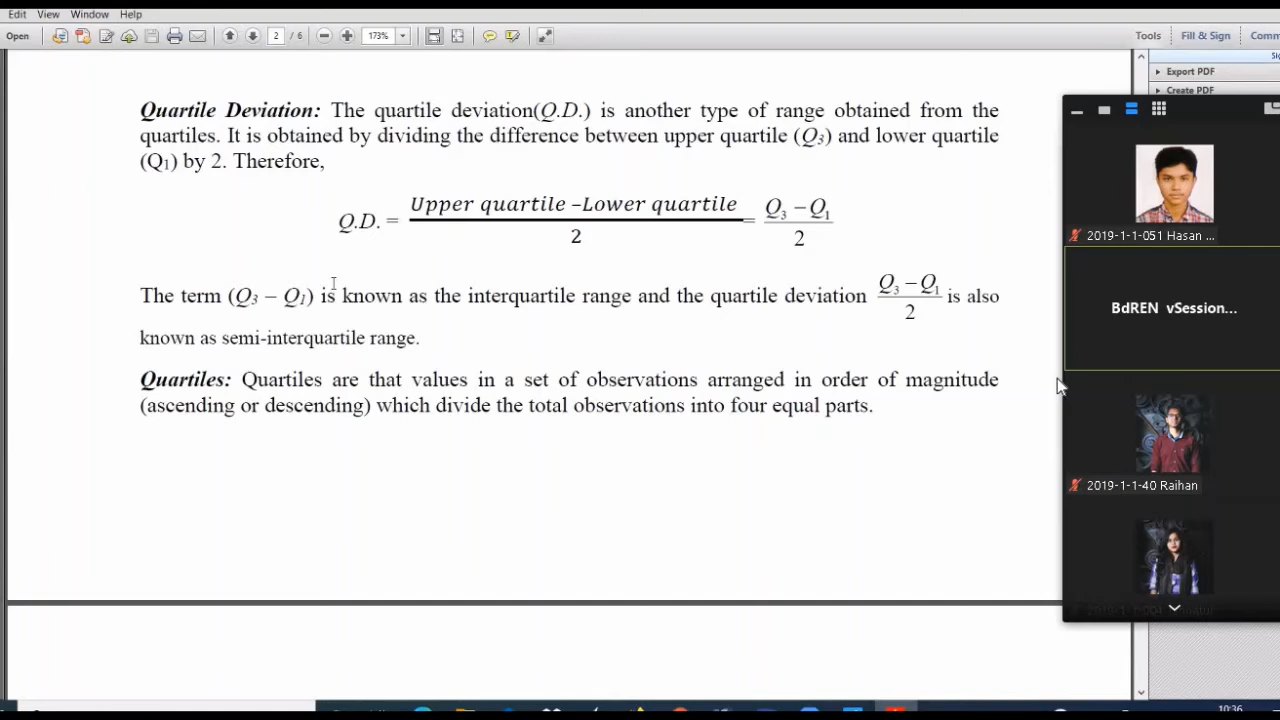 Edit View Window Help
Open 2 / 6 173% Tools Fill & Sign
Export PDF
Create PDF
Quartile Deviation: The quartile deviation(Q.D.) is another type of range obtained from the
quartiles. It is obtained by dividing the difference between upper quartile (Q3) and lower quartile
(Q1) by 2. Therefore,
Q.D. = Upper quartile –Lower quartile / 2 = Q3 – Q1 / 2
The term (Q3 – Q1) is known as the interquartile range and the quartile deviation Q3 – Q1 / 2 is also
known as semi-interquartile range.
Quartiles: Quartiles are that values in a set of observations arranged in order of magnitude
(ascending or descending) which divide the total observations into four equal parts.
2019-1-1-051 Hasan ...
BdREN vSession...
2019-1-1-40 Raihan
10:36